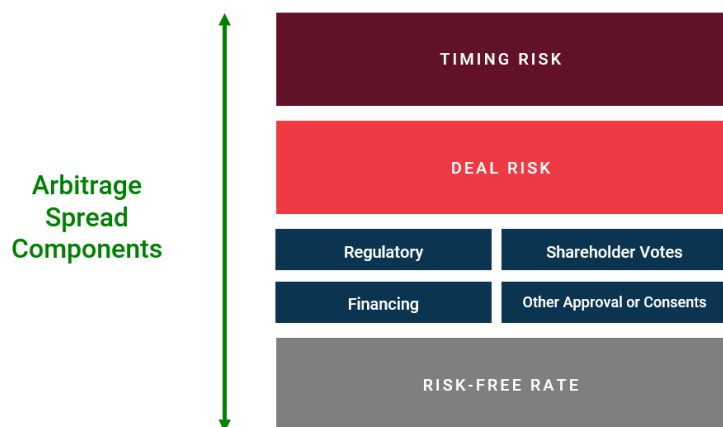 TIMING RISK
DEAL RISK
Arbitrage
Spread
Components
Regulatory
Shareholder Votes
Financing
Other Approval or Consents
RISK-FREE RATE